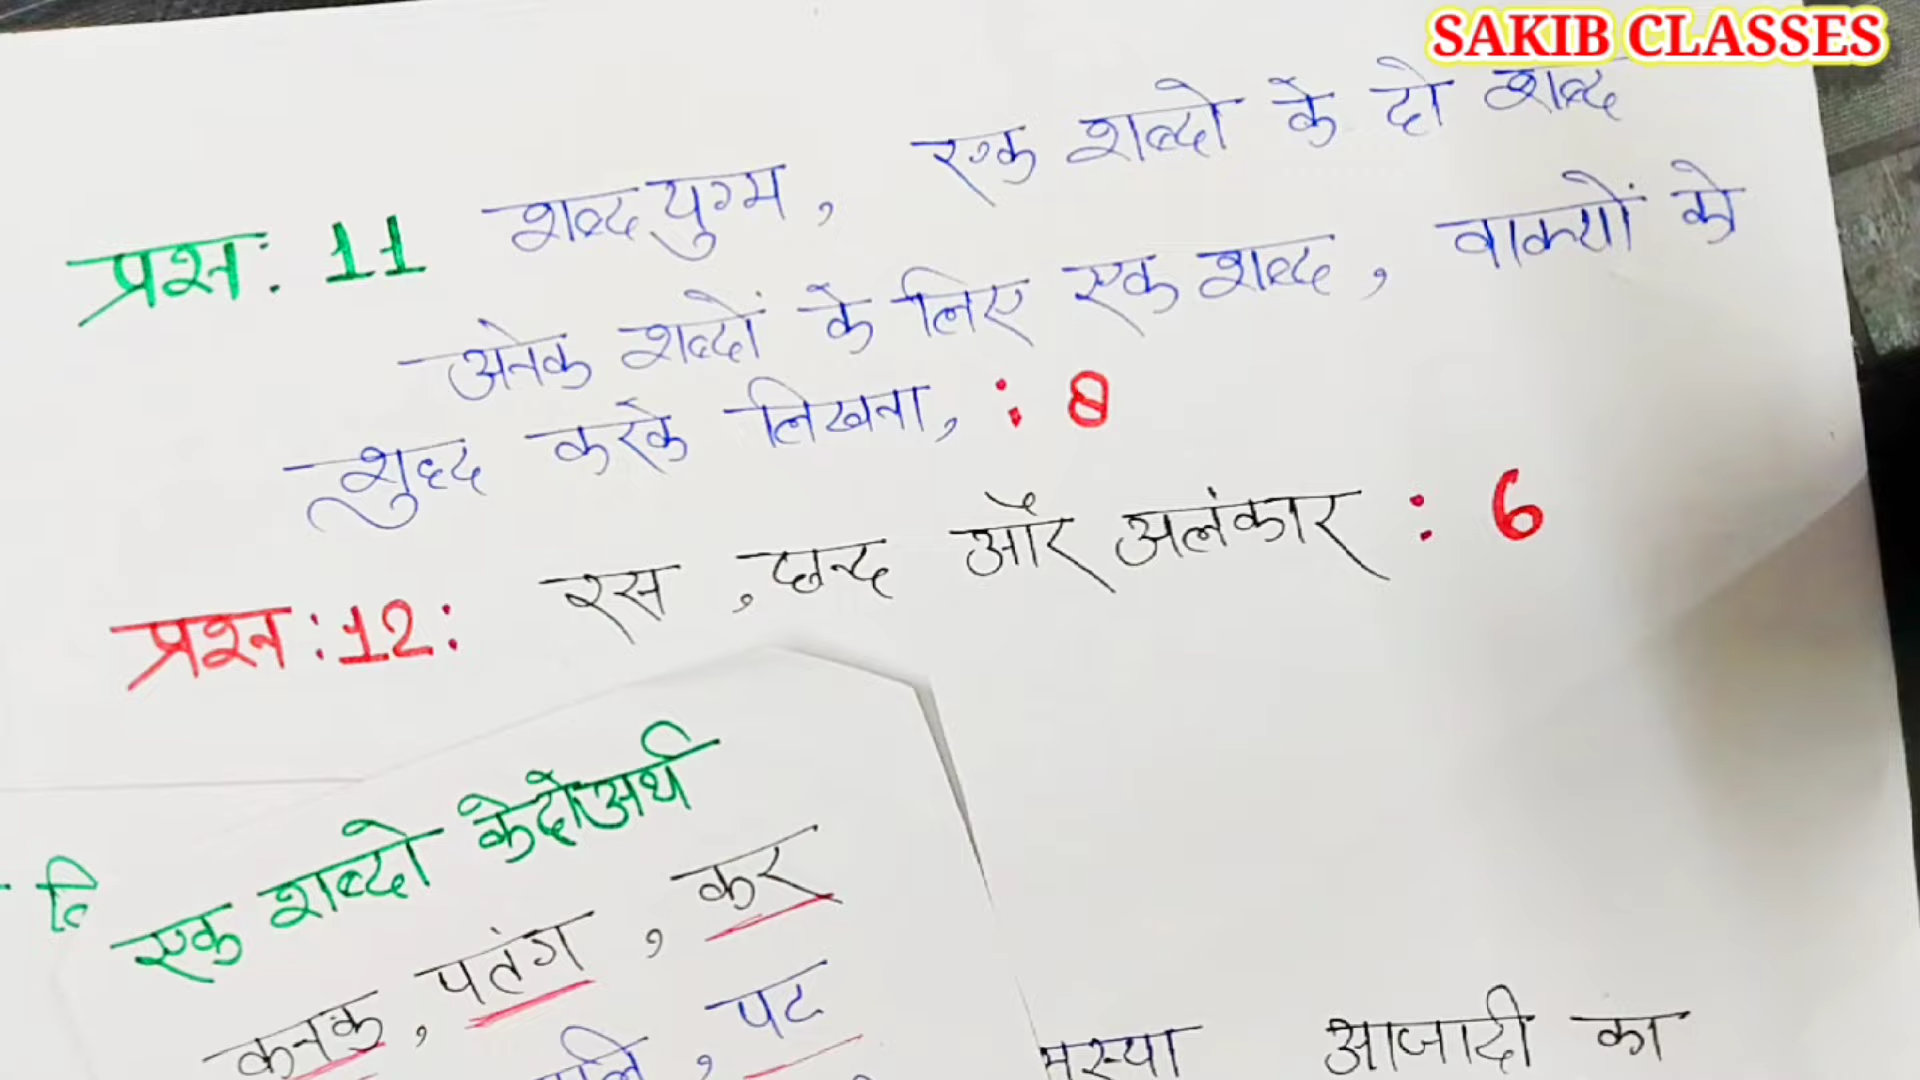 SAKIB CLASSES
प्रश्न: 11 शब्दयुग्म, एक शब्दो के दो शब्द
अनेक शब्दों के लिए एक शब्द, वाक्यों को
शुद्ध करके लिखना, : 8
प्रश्न:12: रस, छन्द और अलंकार : 6
एक शब्दो के दो अर्थ
कनक, पतंग, कर
, पट
आजादी का